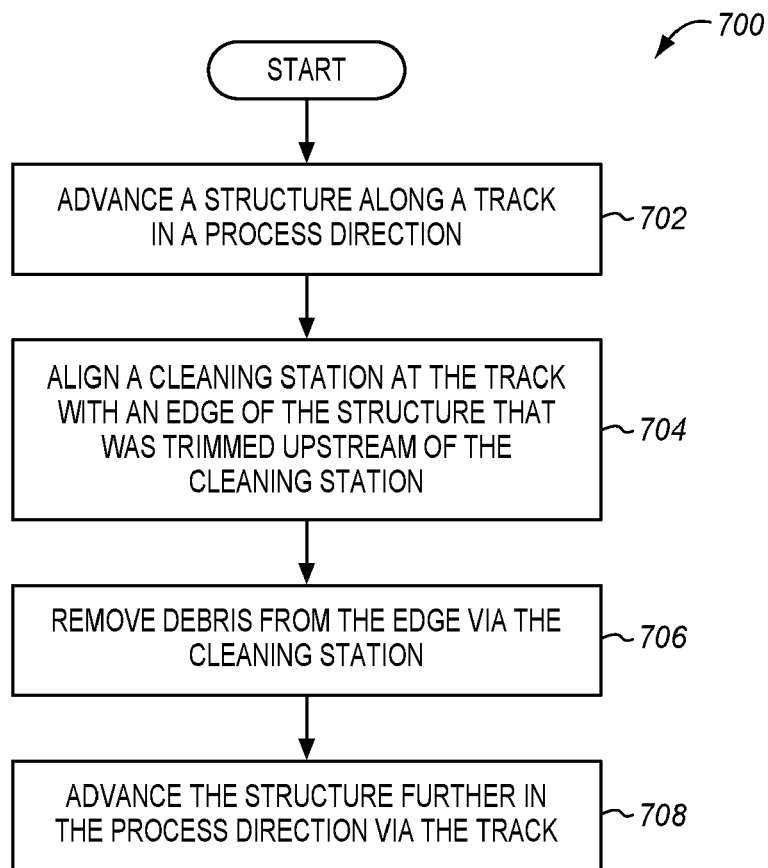 700
START
ADVANCE A STRUCTURE ALONG A TRACK
IN A PROCESS DIRECTION
702
ALIGN A CLEANING STATION AT THE TRACK
WITH AN EDGE OF THE STRUCTURE THAT
WAS TRIMMED UPSTREAM OF THE
CLEANING STATION
704
REMOVE DEBRIS FROM THE EDGE VIA THE
CLEANING STATION
706
ADVANCE THE STRUCTURE FURTHER IN
THE PROCESS DIRECTION VIA THE TRACK
708